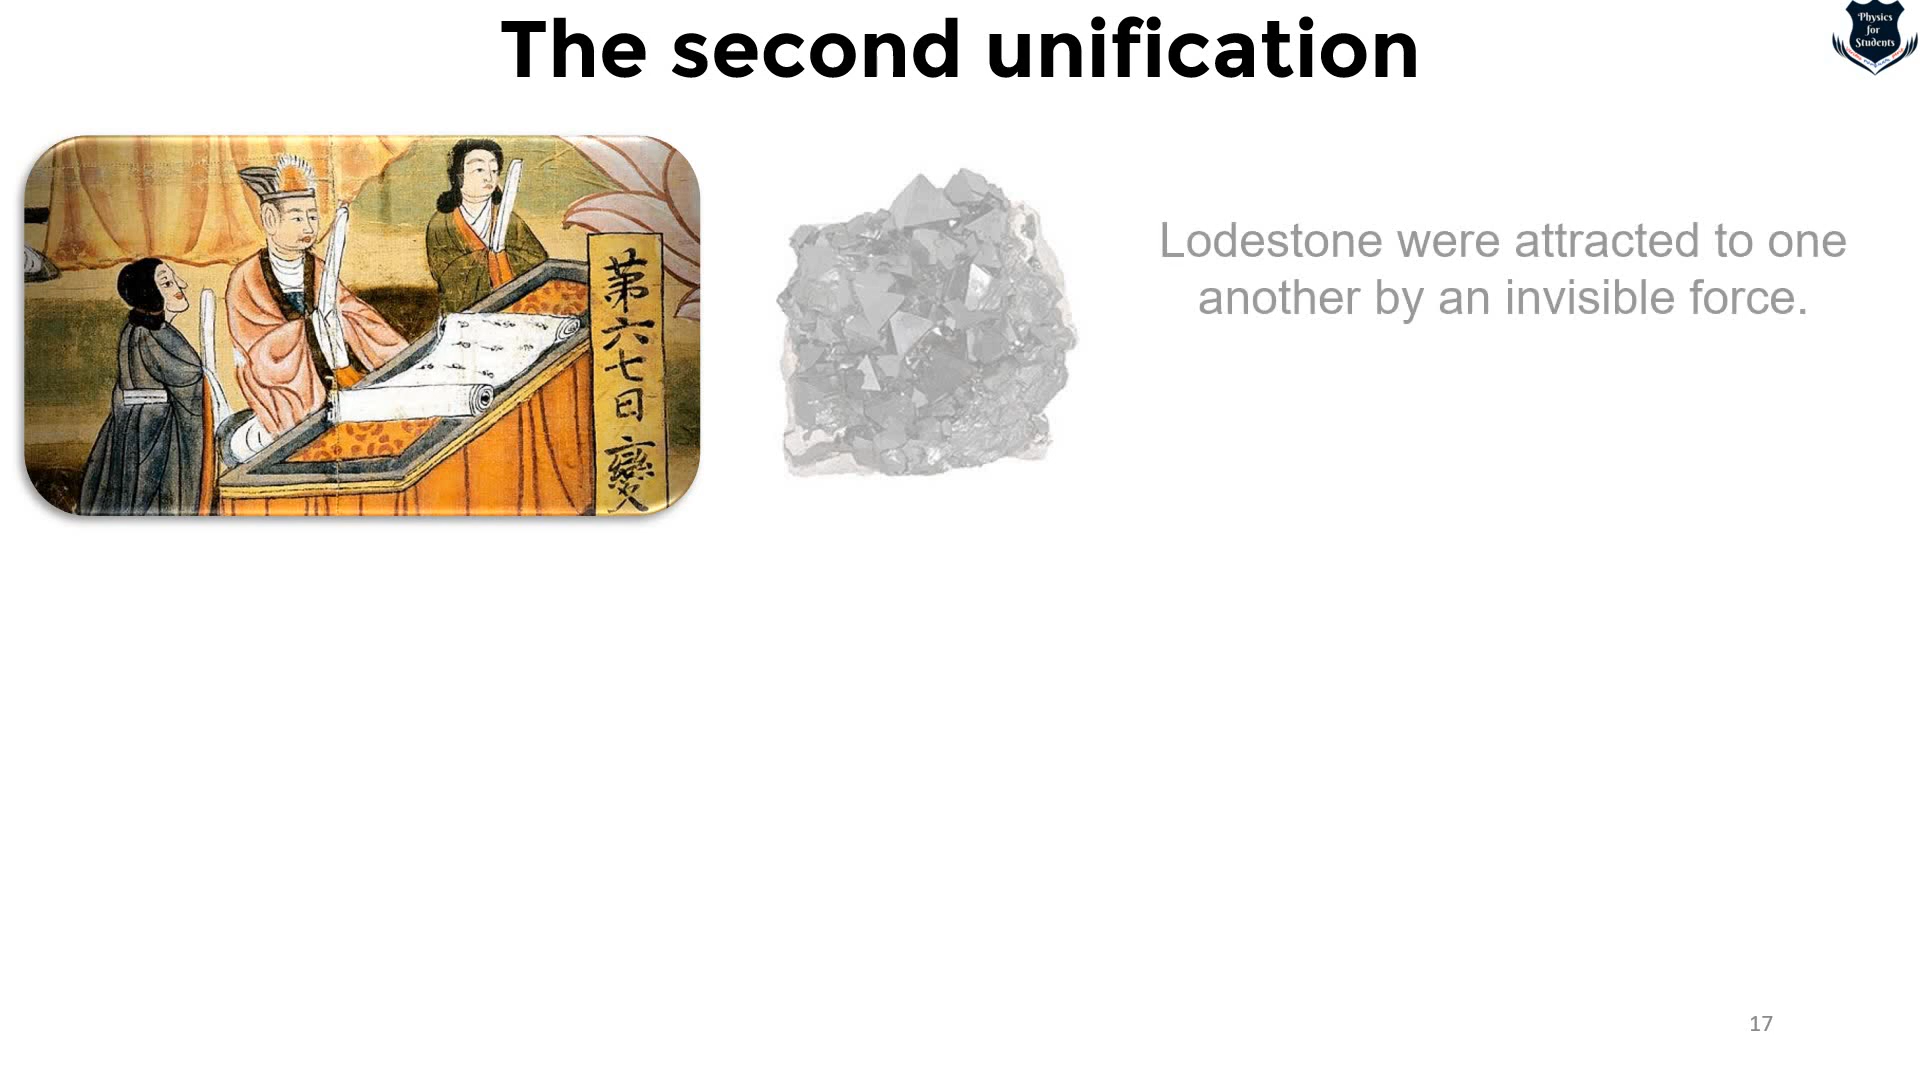 The second unification
Physics
for
Students
第六七日變
Lodestone were attracted to one
another by an invisible force.
17